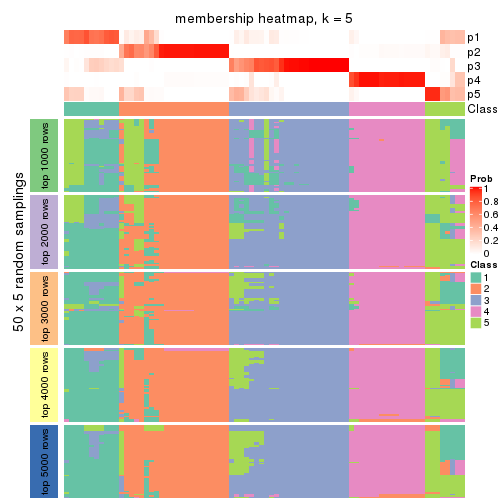 membership heatmap, k = 5
p1
p2
p3
p4
p5
Class
50 x 5 random samplings
top 1000 rows
top 2000 rows
top 3000 rows
top 4000 rows
top 5000 rows
Prob
1
0.8
0.6
0.4
0.2
0
Class
1
2
3
4
5